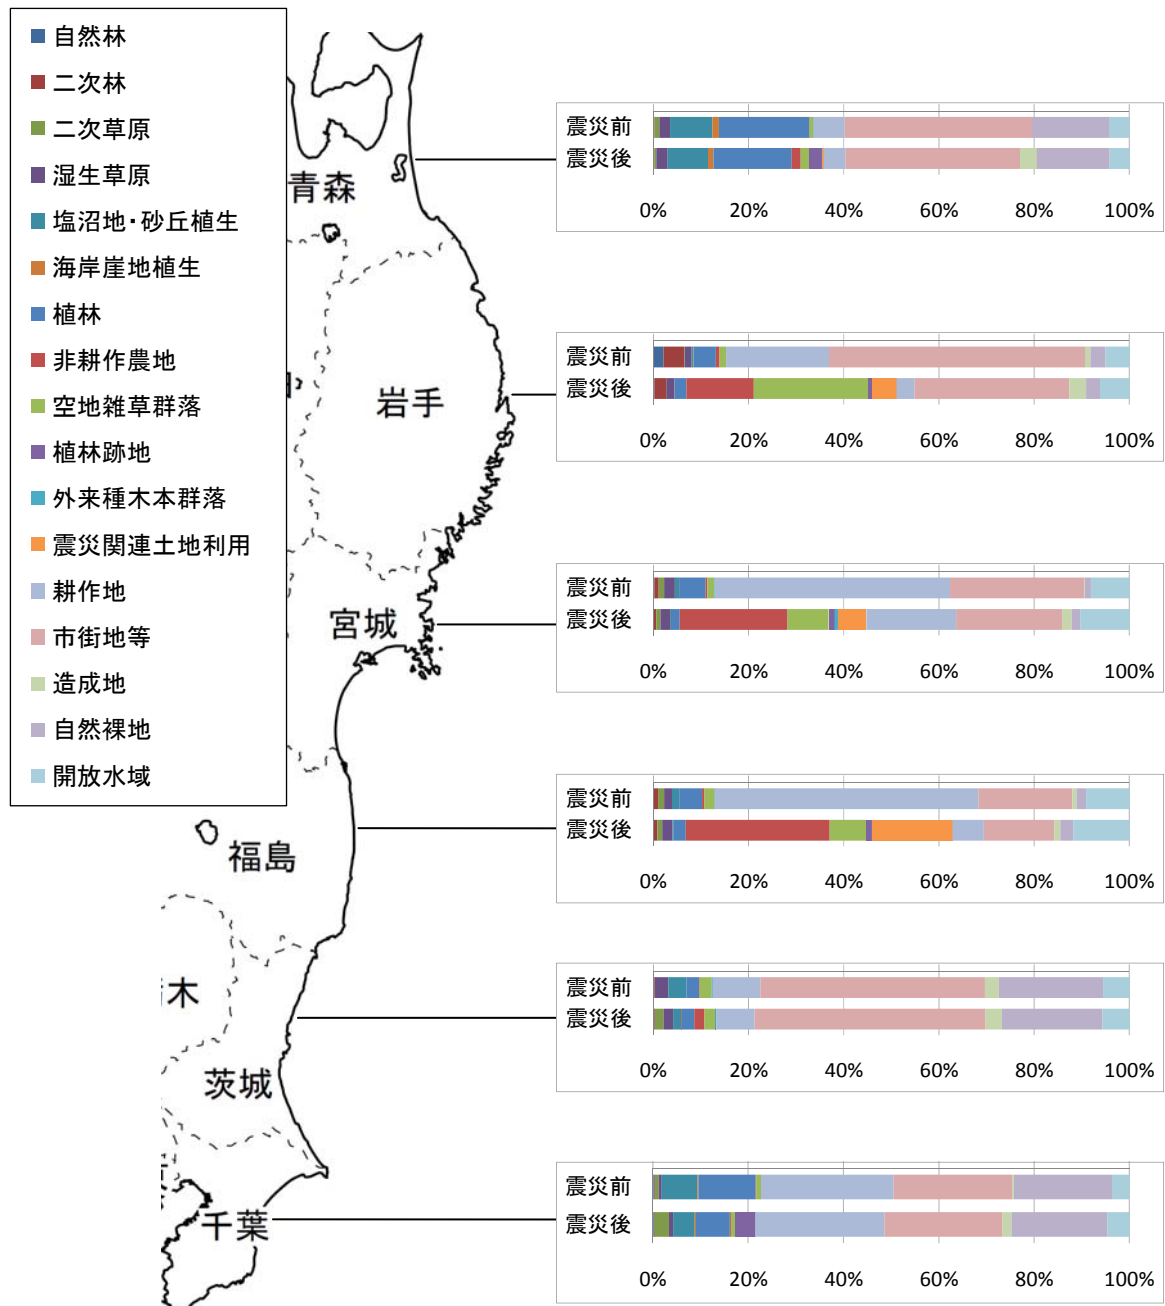 自然林
二次林
二次草原
湿生草原
塩沼地・砂丘植生
海岸崖地植生
植林
非耕作農地
空地雑草群落
植林跡地
外来種木本群落
震災関連土地利用
耕作地
市街地等
造成地
自然裸地
開放水域
青森
岩手
宮城
福島
木
茨城
千葉
震災前
震災後
0% 20% 40% 60% 80% 100%
震災前
震災後
0% 20% 40% 60% 80% 100%
震災前
震災後
0% 20% 40% 60% 80% 100%
震災前
震災後
0% 20% 40% 60% 80% 100%
震災前
震災後
0% 20% 40% 60% 80% 100%
震災前
震災後
0% 20% 40% 60% 80% 100%